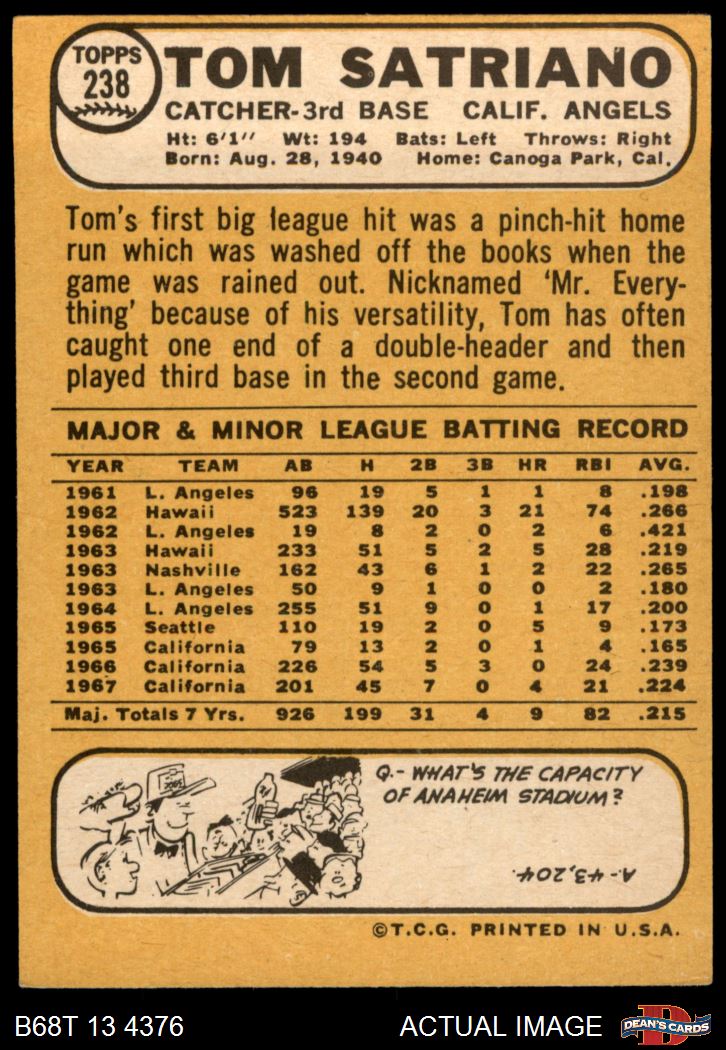 TOPPS
238
TOM SATRIANO
CATCHER-3rd BASE CALIF. ANGELS
Ht: 6'1" Wt: 194 Bats: Left Throws: Right
Born: Aug. 28, 1940 Home: Canoga Park, Cal.
Tom's first big league hit was a pinch-hit home
run which was washed off the books when the
game was rained out. Nicknamed 'Mr. Every-
thing' because of his versatility, Tom has often
caught one end of a double-header and then
played third base in the second game.
MAJOR & MINOR LEAGUE BATTING RECORD
YEAR TEAM AB H 2B 3B HR RBI AVG.
1961 L. Angeles 96 19 5 1 1 8 .198
1962 Hawaii 523 139 20 3 21 74 .266
1962 L. Angeles 19 8 2 0 2 6 .421
1963 Hawaii 233 51 5 2 5 28 .219
1963 Nashville 162 43 6 1 2 22 .265
1963 L. Angeles 50 9 1 0 0 2 .180
1964 L. Angeles 255 51 9 0 1 17 .200
1965 Seattle 110 19 2 0 5 9 .173
1965 California 79 13 2 0 1 4 .165
1966 California 226 54 5 3 0 24 .239
1967 California 201 45 7 0 4 21 .224
Maj. Totals 7 Yrs. 926 199 31 4 9 82 .215
Q.- WHAT'S THE CAPACITY
OF ANAHEIM STADIUM?
A.- 43,204.
©T.C.G. PRINTED IN U.S.A.
B68T 13 4376 ACTUAL IMAGE
DEAN'S CARDS